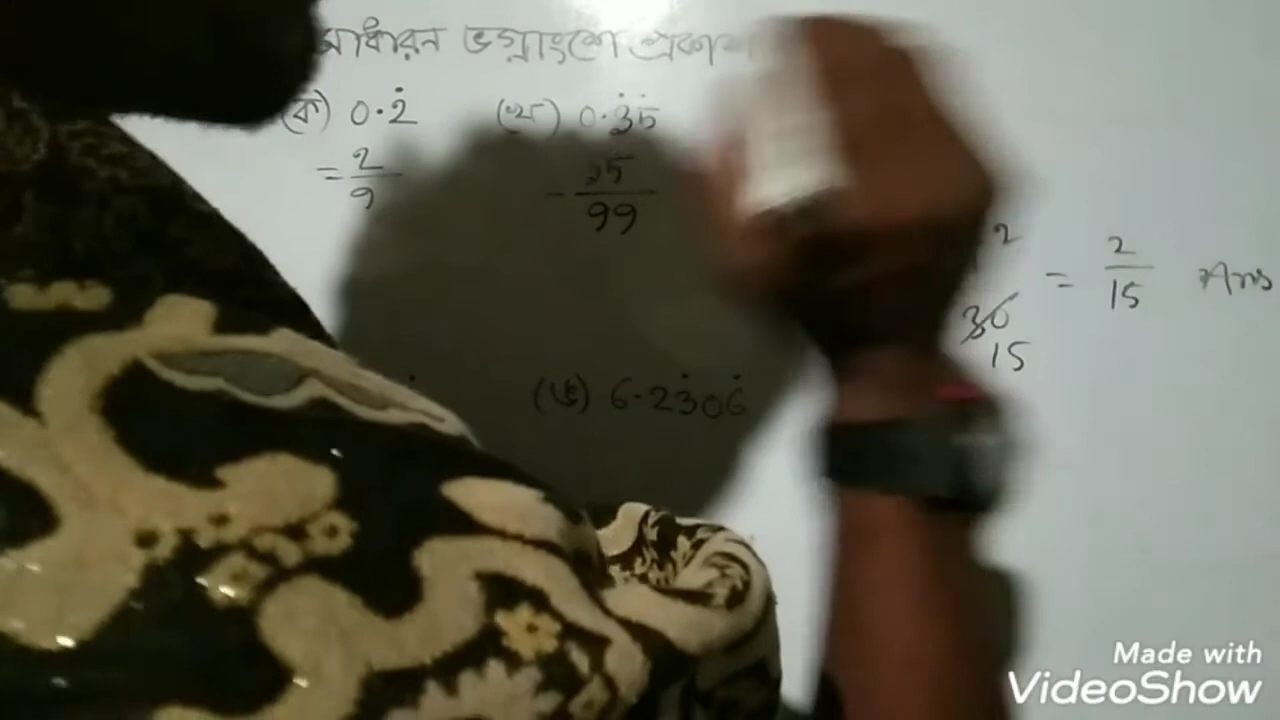 সাধারন ভগ্নাংশে প্রকাশ
(ক) 0·2̇ (খ) 0·3̇5̇
= 2/9 = 35/99
2
30 = 2/15 Ans
15
(ঙ) 6·23̇06̇
Made with
VideoShow